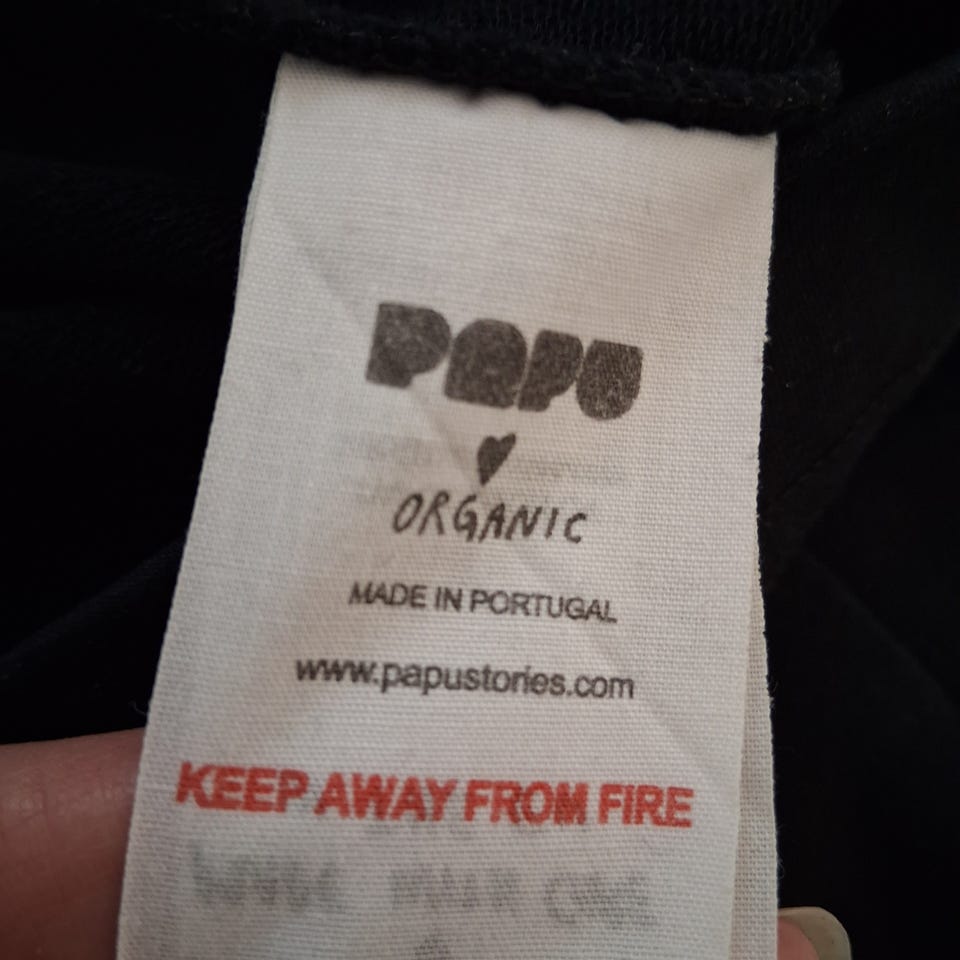 PAPU
ORGANIC
MADE IN PORTUGAL
www.papustories.com
KEEP AWAY FROM FIRE